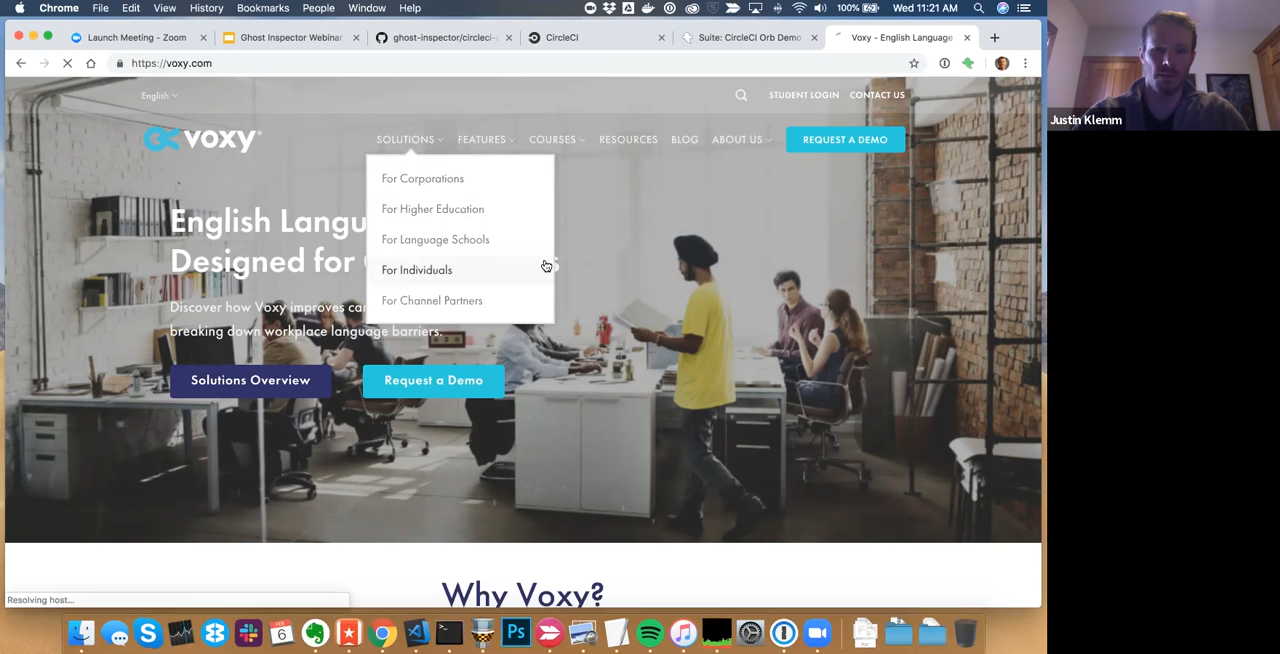 Chrome File Edit View History Bookmarks People Window Help 100% Wed 11:21 AM
Launch Meeting - Zoom Ghost Inspector Webinar ghost-inspector/circleci- CircleCI Suite: CircleCI Orb Demo Voxy - English Language
https://voxy.com
English STUDENT LOGIN CONTACT US
voxy SOLUTIONS FEATURES COURSES RESOURCES BLOG ABOUT US REQUEST A DEMO
For Corporations
For Higher Education
For Language Schools
For Individuals
For Channel Partners
English Langu
Designed for
Discover how Voxy improves ca
breaking down workplace language barriers.
Solutions Overview Request a Demo
Why Voxy?
Resolving host...
FEB
6
Ps
Justin Klemm